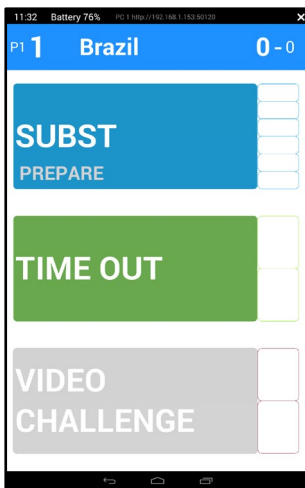 11:32 Battery 76% PC 1 http://192.168.1.153:50120 ×
P1 1 Brazil 0 - 0
SUBST
PREPARE
TIME OUT
VIDEO
CHALLENGE